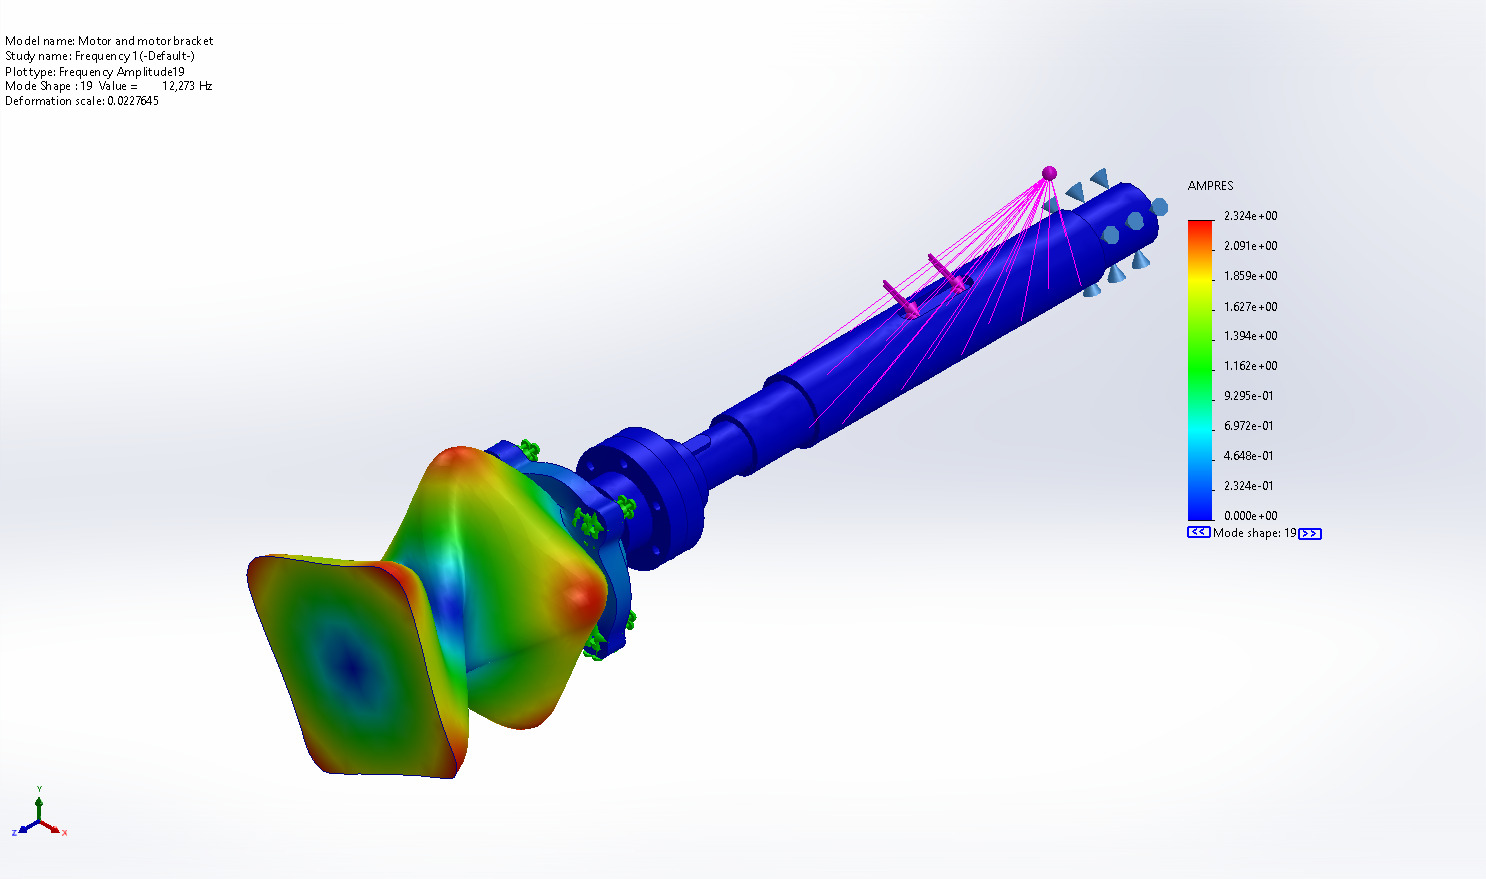 Model name: Motor and motor bracket
Study name: Frequency 1(-Default-)
Plot type: Frequency Amplitude19
Mode Shape : 19 Value = 12,273 Hz
Deformation scale: 0.0227645
AMPRES
2.324e+00
2.091e+00
1.859e+00
1.627e+00
1.394e+00
1.162e+00
9.295e-01
6.972e-01
4.648e-01
2.324e-01
0.000e+00
<< Mode shape: 19 >>
Y
Z X